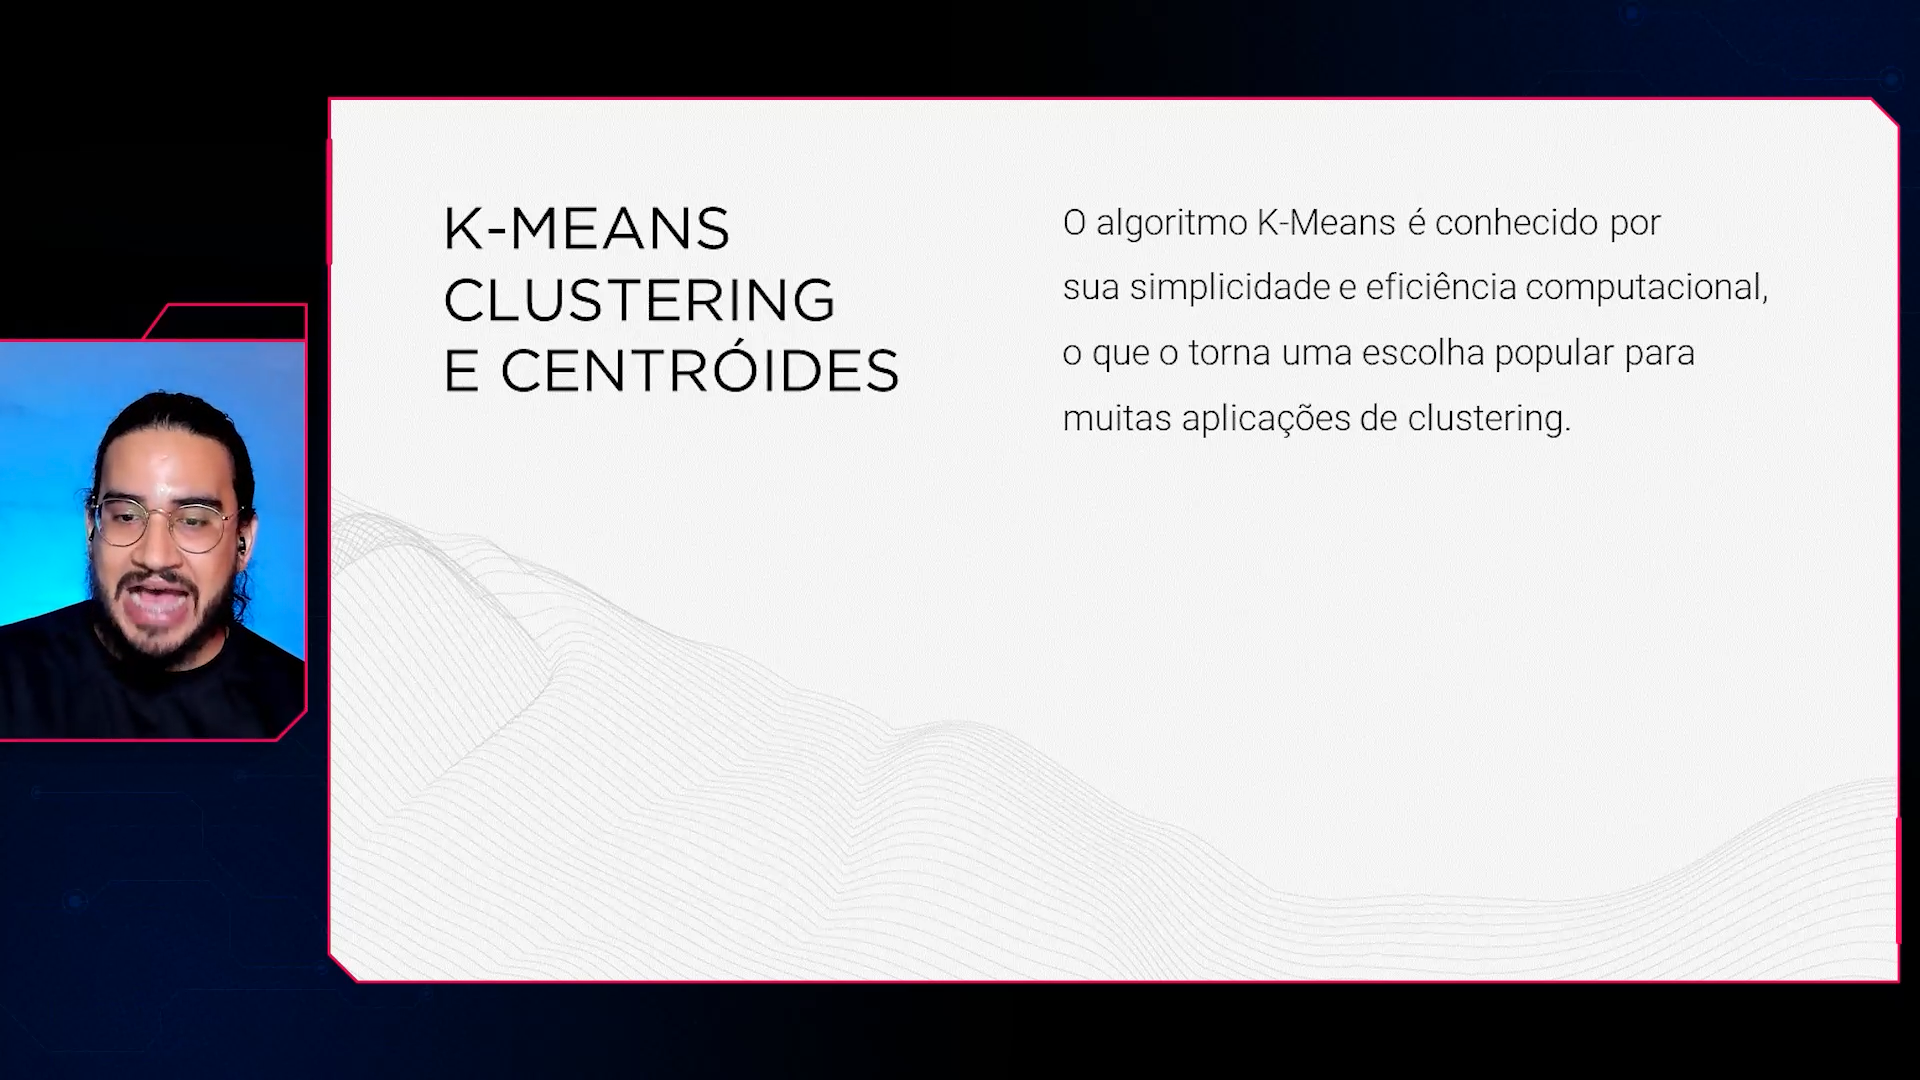 K-MEANS
CLUSTERING
E CENTRÓIDES
O algoritmo K-Means é conhecido por
sua simplicidade e eficiência computacional,
o que o torna uma escolha popular para
muitas aplicações de clustering.